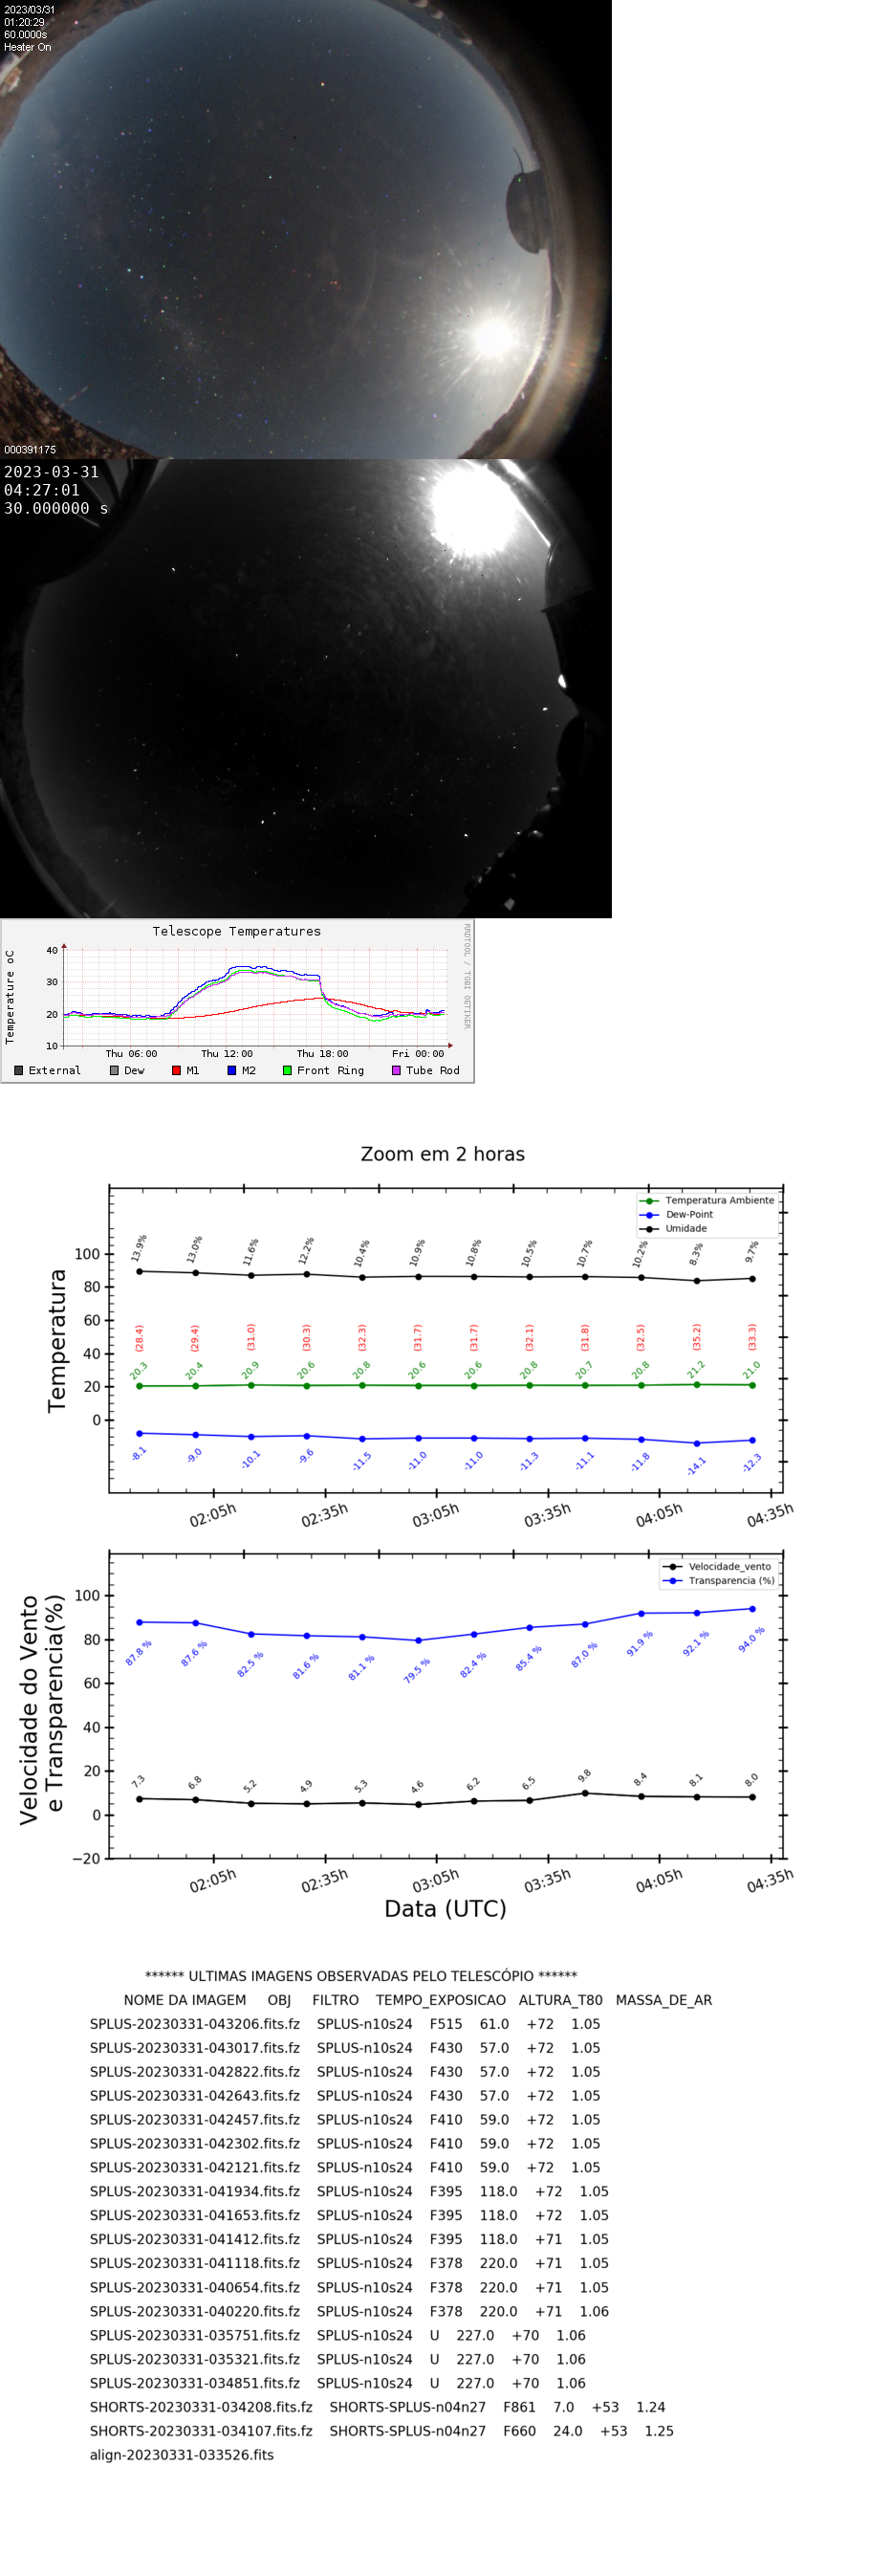 2023/03/31
01:20:29
60.0000s
Heater On
000391175
2023-03-31
04:27:01
30.000000 s
Telescope Temperatures
RRDTOOL / TOBI OETIKER
Temperature oC
40
30
20
10
Thu 06:00 Thu 12:00 Thu 18:00 Fri 00:00
External Dew M1 M2 Front Ring Tube Rod
Zoom em 2 horas
Temperatura Ambiente
Dew-Point
Umidade
Temperatura
100
80
60
40
20
0
13.9% 13.0% 11.6% 12.2% 10.4% 10.9% 10.8% 10.5% 10.7% 10.2% 8.3% 9.7%
(28.4) (29.4) (31.0) (30.3) (32.3) (31.7) (31.7) (32.1) (31.8) (32.5) (35.2) (33.3)
20.3 20.4 20.9 20.6 20.8 20.6 20.6 20.8 20.7 20.8 21.2 21.0
-8.1 -9.0 -10.1 -9.6 -11.5 -11.0 -11.0 -11.3 -11.1 -11.8 -14.1 -12.3
02:05h 02:35h 03:05h 03:35h 04:05h 04:35h
Velocidade_vento
Transparencia (%)
Velocidade do Vento
e Transparencia(%)
100
80
60
40
20
0
−20
87.8 % 87.6 % 82.5 % 81.6 % 81.1 % 79.5 % 82.4 % 85.4 % 87.0 % 91.9 % 92.1 % 94.0 %
7.3 6.8 5.2 4.9 5.3 4.6 6.2 6.5 9.8 8.4 8.1 8.0
02:05h 02:35h 03:05h 03:35h 04:05h 04:35h
Data (UTC)
****** ULTIMAS IMAGENS OBSERVADAS PELO TELESCÓPIO ******
NOME DA IMAGEM OBJ FILTRO TEMPO_EXPOSICAO ALTURA_T80 MASSA_DE_AR
SPLUS-20230331-043206.fits.fz SPLUS-n10s24 F515 61.0 +72 1.05
SPLUS-20230331-043017.fits.fz SPLUS-n10s24 F430 57.0 +72 1.05
SPLUS-20230331-042822.fits.fz SPLUS-n10s24 F430 57.0 +72 1.05
SPLUS-20230331-042643.fits.fz SPLUS-n10s24 F430 57.0 +72 1.05
SPLUS-20230331-042457.fits.fz SPLUS-n10s24 F410 59.0 +72 1.05
SPLUS-20230331-042302.fits.fz SPLUS-n10s24 F410 59.0 +72 1.05
SPLUS-20230331-042121.fits.fz SPLUS-n10s24 F410 59.0 +72 1.05
SPLUS-20230331-041934.fits.fz SPLUS-n10s24 F395 118.0 +72 1.05
SPLUS-20230331-041653.fits.fz SPLUS-n10s24 F395 118.0 +72 1.05
SPLUS-20230331-041412.fits.fz SPLUS-n10s24 F395 118.0 +71 1.05
SPLUS-20230331-041118.fits.fz SPLUS-n10s24 F378 220.0 +71 1.05
SPLUS-20230331-040654.fits.fz SPLUS-n10s24 F378 220.0 +71 1.05
SPLUS-20230331-040220.fits.fz SPLUS-n10s24 F378 220.0 +71 1.06
SPLUS-20230331-035751.fits.fz SPLUS-n10s24 U 227.0 +70 1.06
SPLUS-20230331-035321.fits.fz SPLUS-n10s24 U 227.0 +70 1.06
SPLUS-20230331-034851.fits.fz SPLUS-n10s24 U 227.0 +70 1.06
SHORTS-20230331-034208.fits.fz SHORTS-SPLUS-n04n27 F861 7.0 +53 1.24
SHORTS-20230331-034107.fits.fz SHORTS-SPLUS-n04n27 F660 24.0 +53 1.25
align-20230331-033526.fits